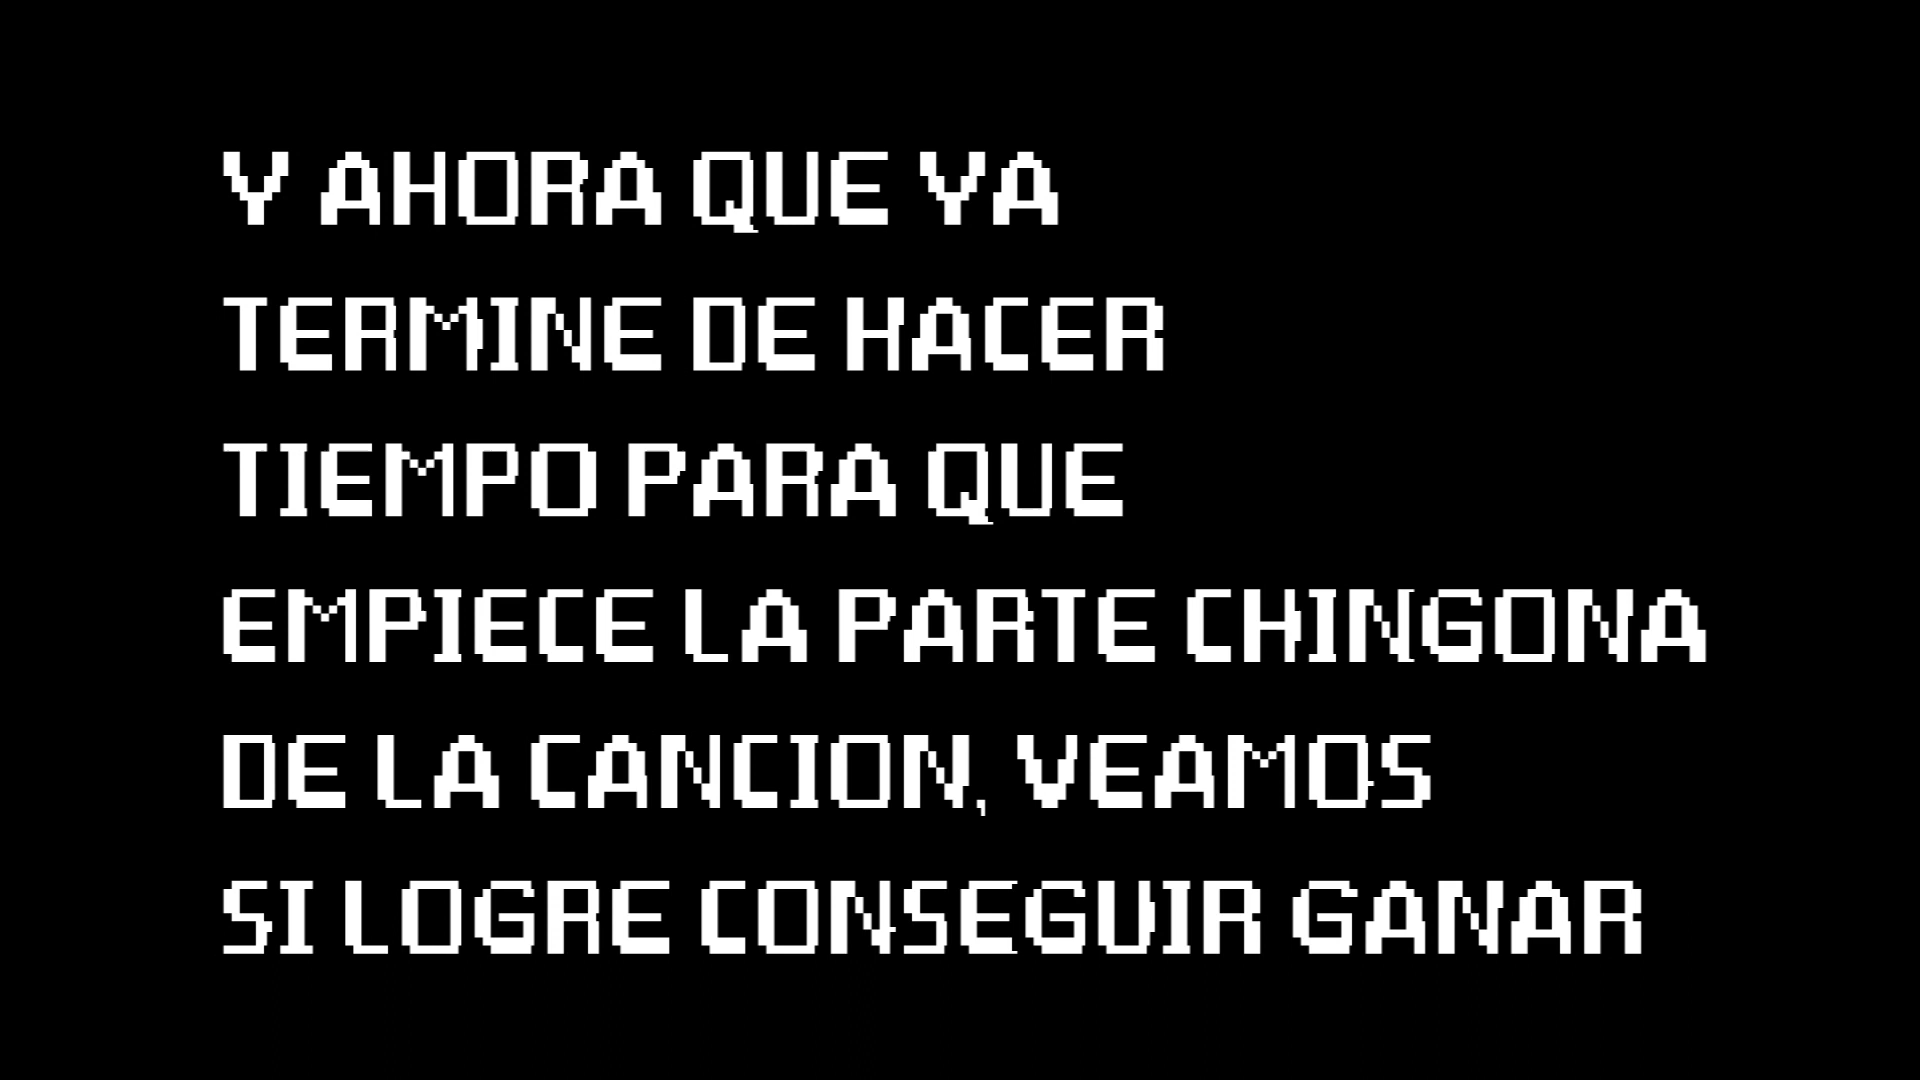 Y AHORA QUE YA
TERMINE DE HACER
TIEMPO PARA QUE
EMPIECE LA PARTE CHINGONA
DE LA CANCION, VEAMOS
SI LOGRE CONSEGUIR GANAR